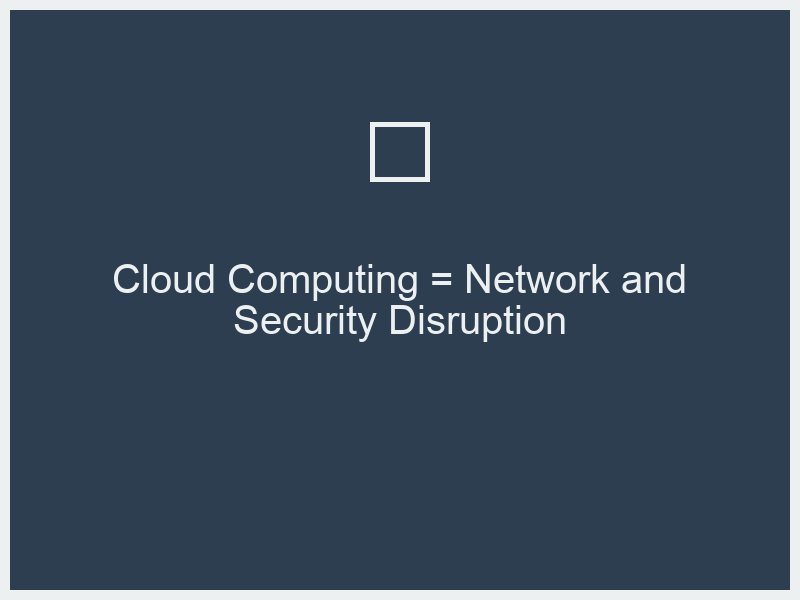 Cloud Computing = Network and
Security Disruption